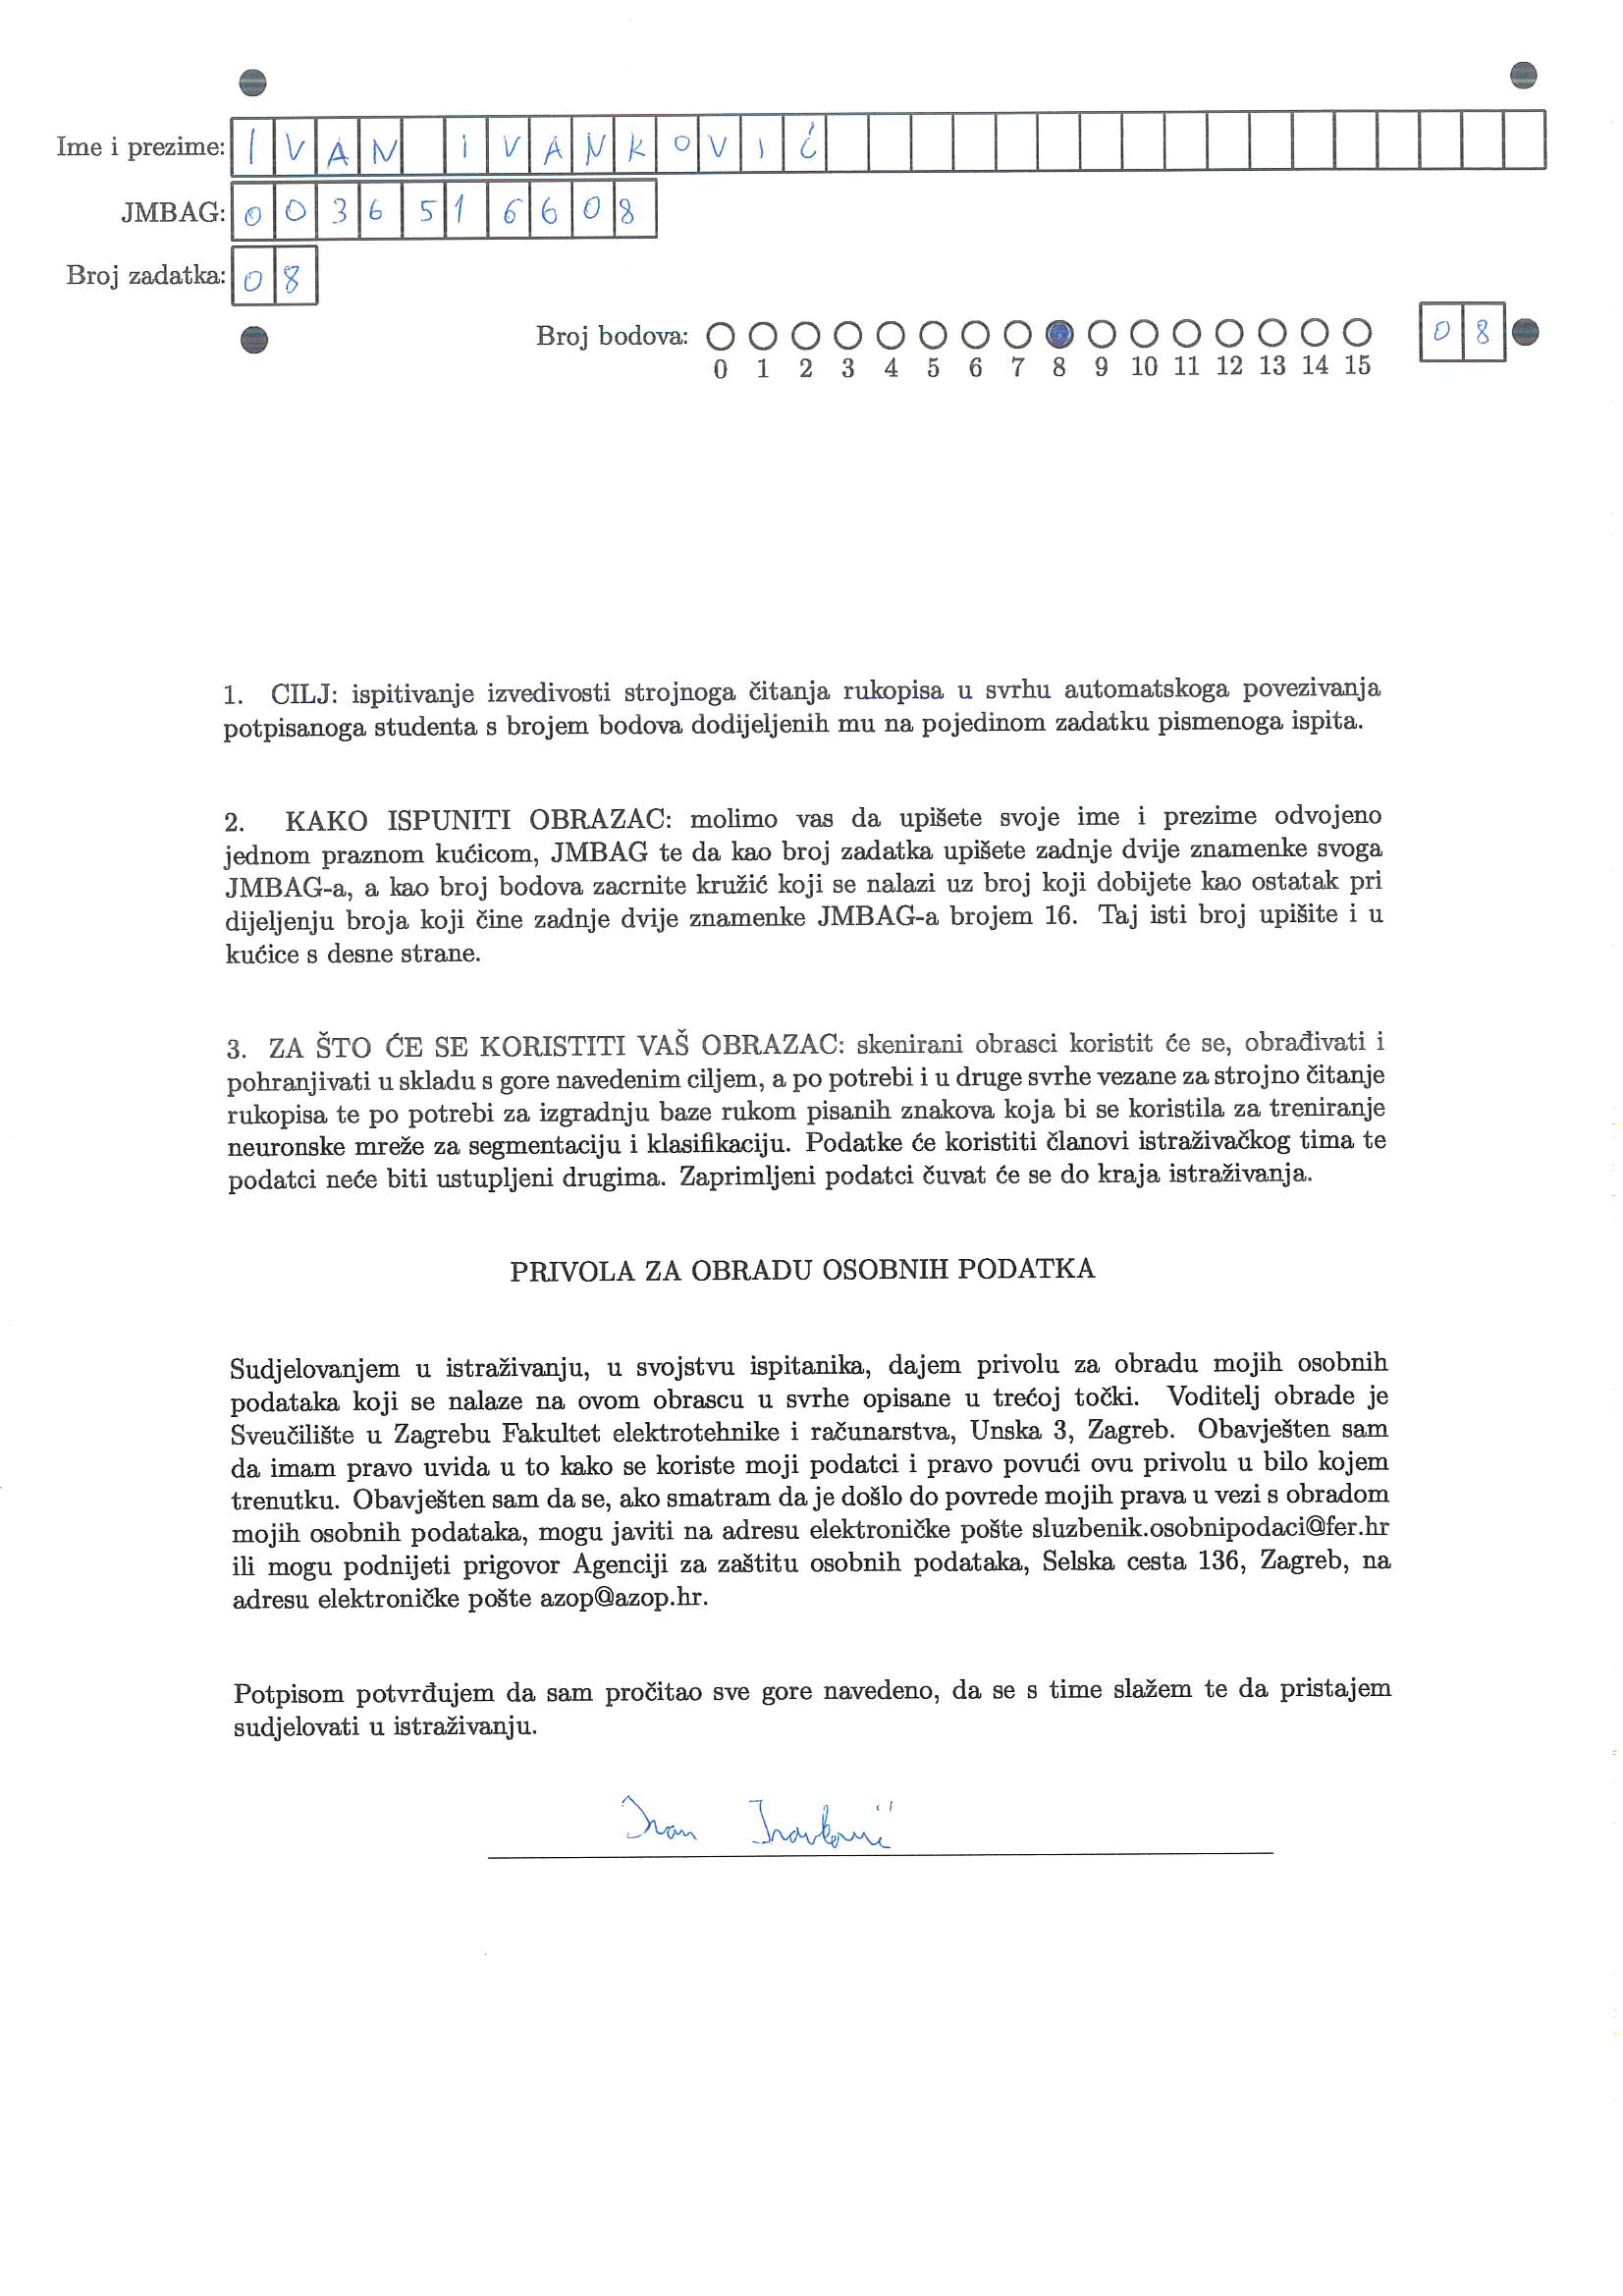 Ime i prezime: IVAN IVANKOVIĆ
JMBAG: 0036516608
Broj zadatka: 08
Broj bodova: 08
0 1 2 3 4 5 6 7 8 9 10 11 12 13 14 15
1. CILJ: ispitivanje izvedivosti strojnoga čitanja rukopisa u svrhu automatskoga povezivanja
potpisanoga studenta s brojem bodova dodijeljenih mu na pojedinom zadatku pismenoga ispita.
2. KAKO ISPUNITI OBRAZAC: molimo vas da upišete svoje ime i prezime odvojeno
jednom praznom kućicom, JMBAG te da kao broj zadatka upišete zadnje dvije znamenke svoga
JMBAG-a, a kao broj bodova zacrnite kružić koji se nalazi uz broj koji dobijete kao ostatak pri
dijeljenju broja koji čine zadnje dvije znamenke JMBAG-a brojem 16. Taj isti broj upišite i u
kućice s desne strane.
3. ZA ŠTO ĆE SE KORISTITI VAŠ OBRAZAC: skenirani obrasci koristit će se, obrađivati i
pohranjivati u skladu s gore navedenim ciljem, a po potrebi i u druge svrhe vezane za strojno čitanje
rukopisa te po potrebi za izgradnju baze rukom pisanih znakova koja bi se koristila za treniranje
neuronske mreže za segmentaciju i klasifikaciju. Podatke će koristiti članovi istraživačkog tima te
podatci neće biti ustupljeni drugima. Zaprimljeni podatci čuvat će se do kraja istraživanja.
PRIVOLA ZA OBRADU OSOBNIH PODATKA
Sudjelovanjem u istraživanju, u svojstvu ispitanika, dajem privolu za obradu mojih osobnih
podataka koji se nalaze na ovom obrascu u svrhe opisane u trećoj točki. Voditelj obrade je
Sveučilište u Zagrebu Fakultet elektrotehnike i računarstva, Unska 3, Zagreb. Obavješten sam
da imam pravo uvida u to kako se koriste moji podatci i pravo povući ovu privolu u bilo kojem
trenutku. Obavješten sam da se, ako smatram da je došlo do povrede mojih prava u vezi s obradom
mojih osobnih podataka, mogu javiti na adresu elektroničke pošte sluzbenik.osobnipodaci@fer.hr
ili mogu podnijeti prigovor Agenciji za zaštitu osobnih podataka, Selska cesta 136, Zagreb, na
adresu elektroničke pošte azop@azop.hr.
Potpisom potvrđujem da sam pročitao sve gore navedeno, da se s time slažem te da pristajem
sudjelovati u istraživanju.
Ivan Ivanković